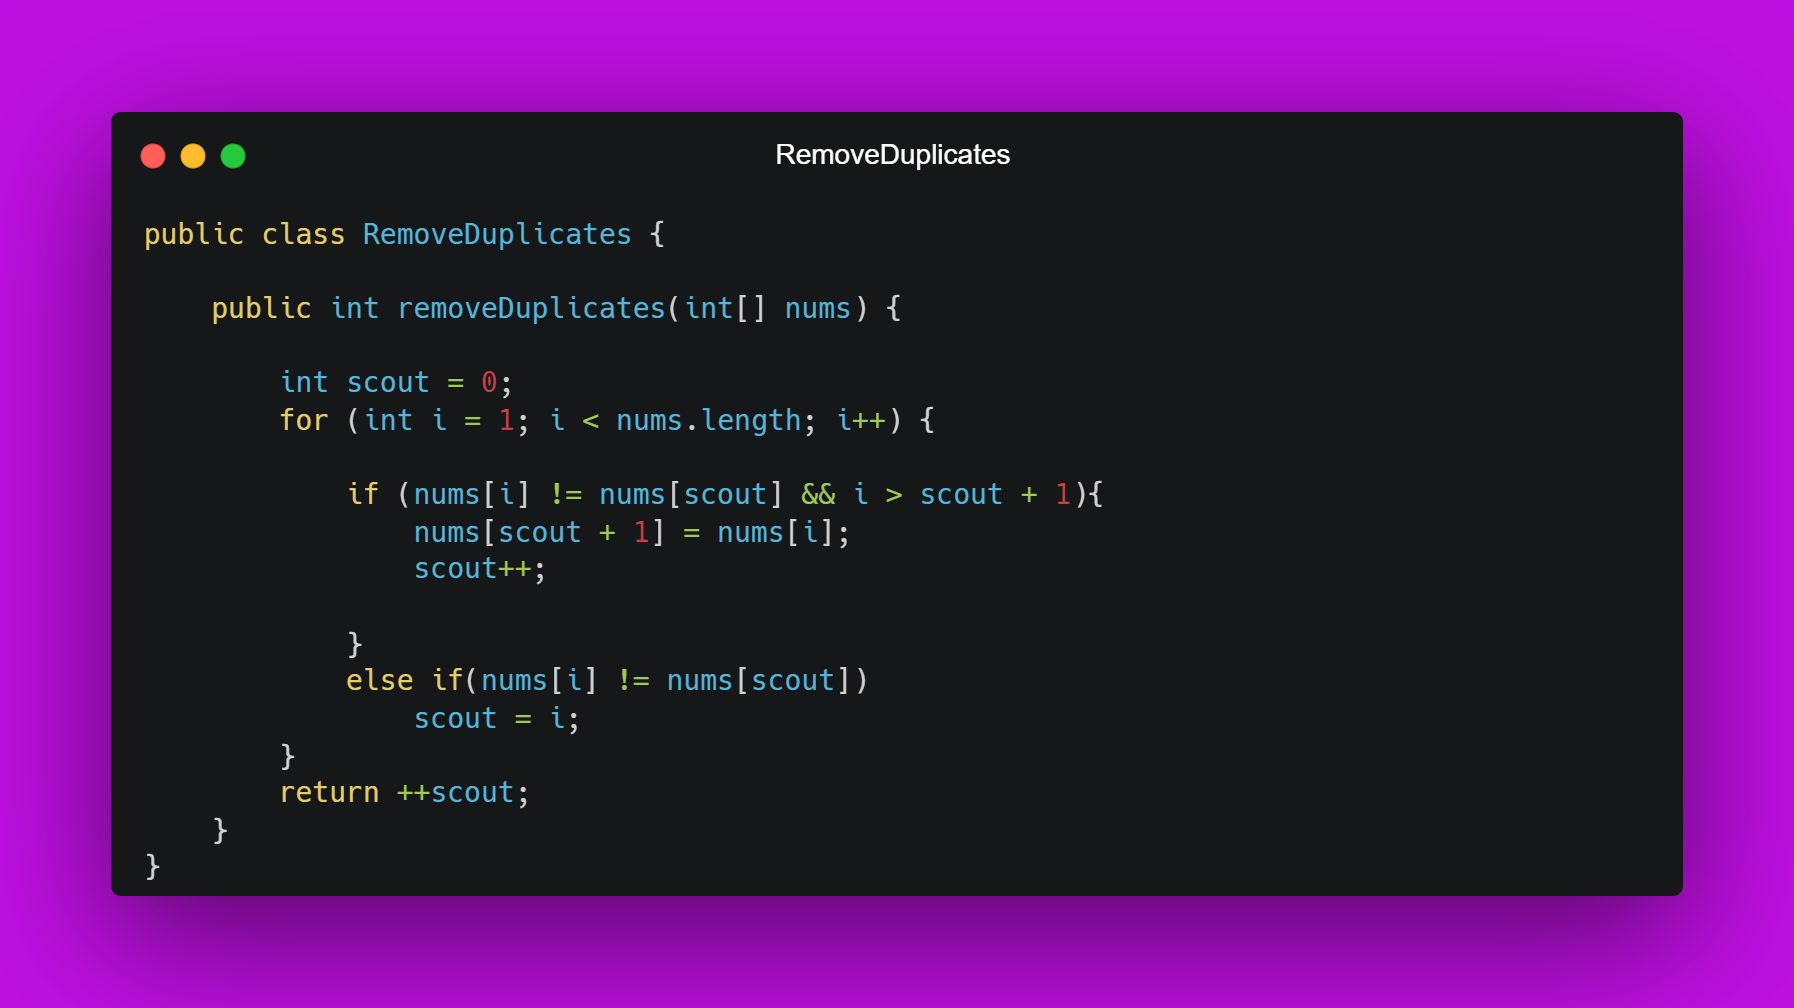 RemoveDuplicates
public class RemoveDuplicates {
    public int removeDuplicates(int[] nums) {
        int scout = 0;
        for (int i = 1; i < nums.length; i++) {
            if (nums[i] != nums[scout] && i > scout + 1){
                nums[scout + 1] = nums[i];
                scout++;
            }
            else if(nums[i] != nums[scout])
                scout = i;
        }
        return ++scout;
    }
}